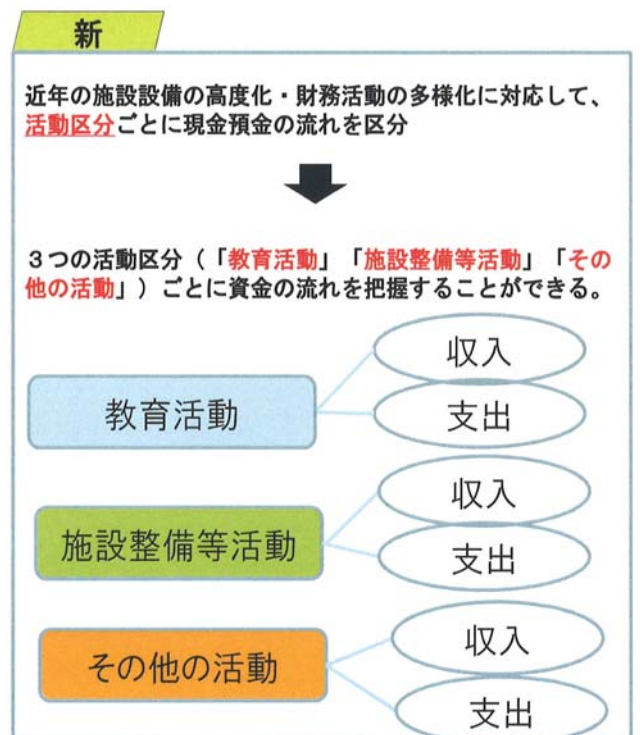 新
近年の施設設備の高度化・財務活動の多様化に対応して、
活動区分ごとに現金預金の流れを区分
３つの活動区分（「教育活動」「施設整備等活動」「その
他の活動」）ごとに資金の流れを把握することができる。
教育活動
収入
支出
施設整備等活動
収入
支出
その他の活動
収入
支出